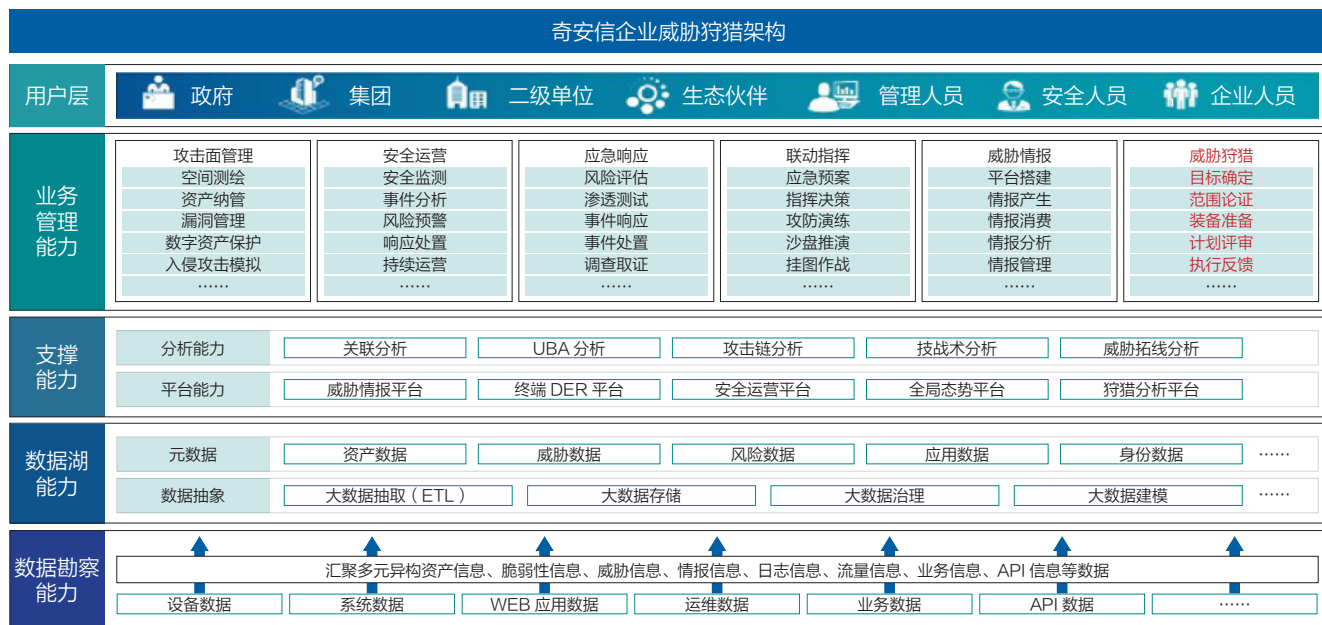 奇安信企业威胁狩猎架构
用户层
政府 集团 二级单位 生态伙伴 管理人员 安全人员 企业人员
业务
管理
能力
攻击面管理
空间测绘
资产纳管
漏洞管理
数字资产保护
入侵攻击模拟
……
安全运营
安全监测
事件分析
风险预警
响应处置
持续运营
……
应急响应
风险评估
渗透测试
事件响应
事件处置
调查取证
……
联动指挥
应急预案
指挥决策
攻防演练
沙盘推演
挂图作战
……
威胁情报
平台搭建
情报产生
情报消费
情报分析
情报管理
……
威胁狩猎
目标确定
范围论证
装备准备
计划评审
执行反馈
……
支撑
能力
分析能力 关联分析 UBA 分析 攻击链分析 技战术分析 威胁拓线分析
平台能力 威胁情报平台 终端 DER 平台 安全运营平台 全局态势平台 狩猎分析平台
数据湖
能力
元数据 资产数据 威胁数据 风险数据 应用数据 身份数据 ……
数据抽象 大数据抽取（ETL） 大数据存储 大数据治理 大数据建模 ……
数据勘察
能力
汇聚多元异构资产信息、脆弱性信息、威胁信息、情报信息、日志信息、流量信息、业务信息、API 信息等数据
设备数据 系统数据 WEB 应用数据 运维数据 业务数据 API 数据 ……